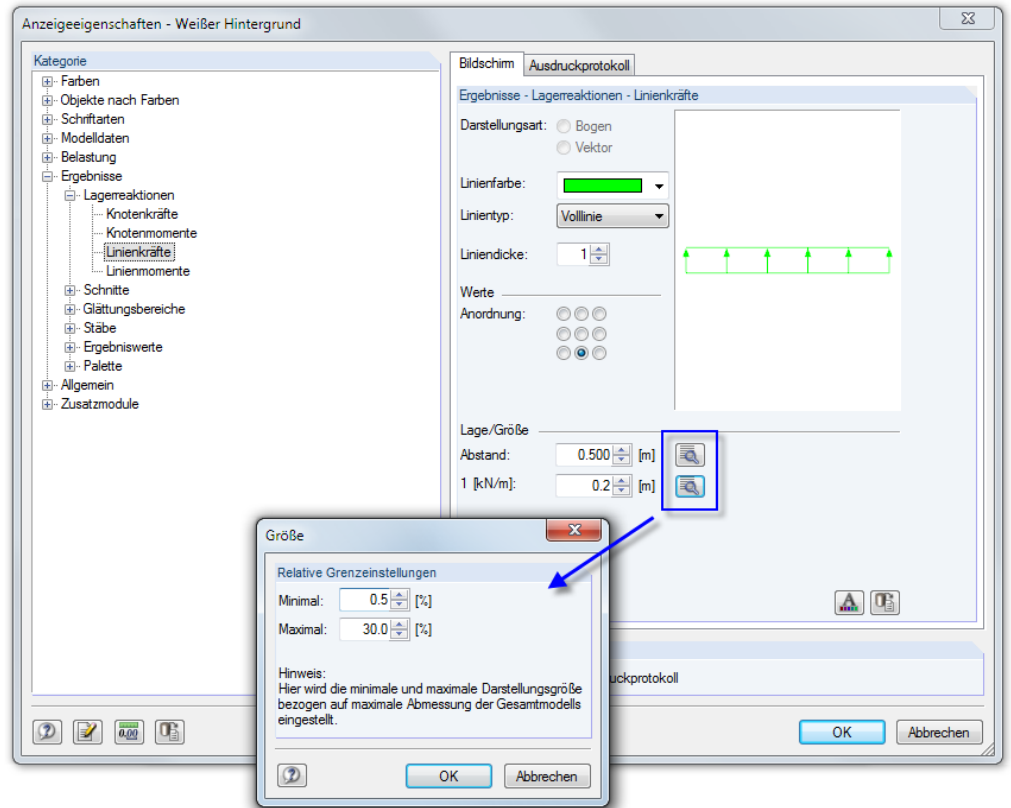 Anzeigeeigenschaften - Weißer Hintergrund
Kategorie
Farben
Objekte nach Farben
Schriftarten
Modelldaten
Belastung
Ergebnisse
Lagerreaktionen
Knotenkräfte
Knotenmomente
Linienkräfte
Linienmomente
Schnitte
Glättungsbereiche
Stäbe
Ergebniswerte
Palette
Allgemein
Zusatzmodule
Bildschirm Ausdruckprotokoll
Ergebnisse - Lagerreaktionen - Linienkräfte
Darstellungsart: Bogen
Vektor
Linienfarbe:
Linientyp: Volllinie
Liniendicke: 1
Werte
Anordnung:
Lage/Größe
Abstand: 0.500 [m]
1 [kN/m]: 0.2 [m]
A
uckprotokoll
0.00
OK Abbrechen
Größe
Relative Grenzeinstellungen
Minimal: 0.5 [%]
Maximal: 30.0 [%]
Hinweis:
Hier wird die minimale und maximale Darstellungsgröße
bezogen auf maximale Abmessung der Gesamtmodells
eingestellt.
OK Abbrechen